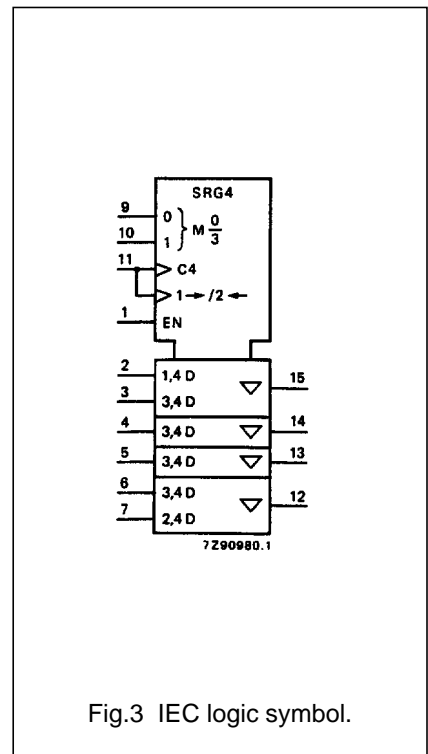 SRG4
9 0 } M 0/3
10 1
11 C4
1→/2←
1 EN
2 1,4 D ▽ 15
3 3,4 D
4 3,4 D ▽ 14
5 3,4 D ▽ 13
6 3,4 D ▽ 12
7 2,4 D
7Z90980.1
Fig.3 IEC logic symbol.